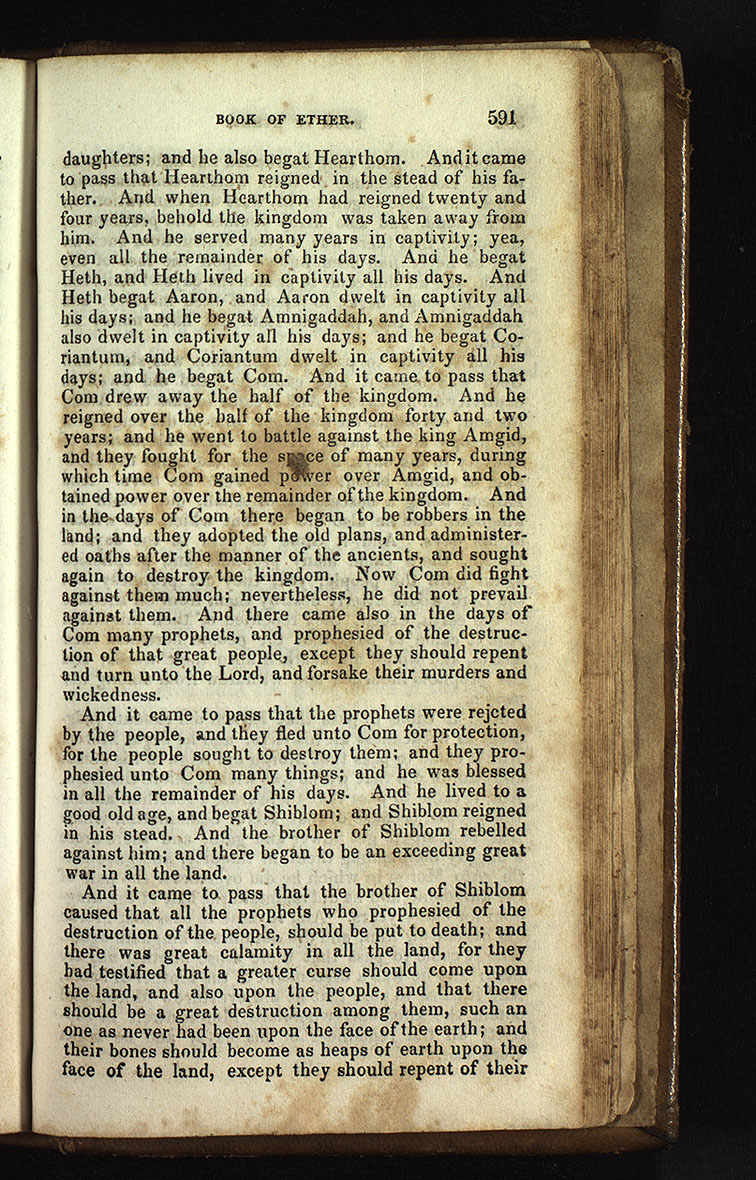 BOOK OF ETHER. 591
daughters; and he also begat Hearthom. And it came
to pass that Hearthom reigned in the stead of his fa-
ther. And when Hearthom had reigned twenty and
four years, behold the kingdom was taken away from
him. And he served many years in captivity; yea,
even all the remainder of his days. And he begat
Heth, and Heth lived in captivity all his days. And
Heth begat Aaron, and Aaron dwelt in captivity all
his days; and he begat Amnigaddah, and Amnigaddah
also dwelt in captivity all his days; and he begat Co-
riantum, and Coriantum dwelt in captivity all his
days; and he begat Com. And it came to pass that
Com drew away the half of the kingdom. And he
reigned over the half of the kingdom forty and two
years; and he went to battle against the king Amgid,
and they fought for the space of many years, during
which time Com gained power over Amgid, and ob-
tained power over the remainder of the kingdom. And
in the days of Com there began to be robbers in the
land; and they adopted the old plans, and administer-
ed oaths after the manner of the ancients, and sought
again to destroy the kingdom. Now Com did fight
against them much; nevertheless, he did not prevail
against them. And there came also in the days of
Com many prophets, and prophesied of the destruc-
tion of that great people, except they should repent
and turn unto the Lord, and forsake their murders and
wickedness.
And it came to pass that the prophets were rejcted
by the people, and they fled unto Com for protection,
for the people sought to destroy them; and they pro-
phesied unto Com many things; and he was blessed
in all the remainder of his days. And he lived to a
good old age, and begat Shiblom; and Shiblom reigned
in his stead. And the brother of Shiblom rebelled
against him; and there began to be an exceeding great
war in all the land.
And it came to pass that the brother of Shiblom
caused that all the prophets who prophesied of the
destruction of the people, should be put to death; and
there was great calamity in all the land, for they
had testified that a greater curse should come upon
the land, and also upon the people, and that there
should be a great destruction among them, such an
one as never had been upon the face of the earth; and
their bones should become as heaps of earth upon the
face of the land, except they should repent of their